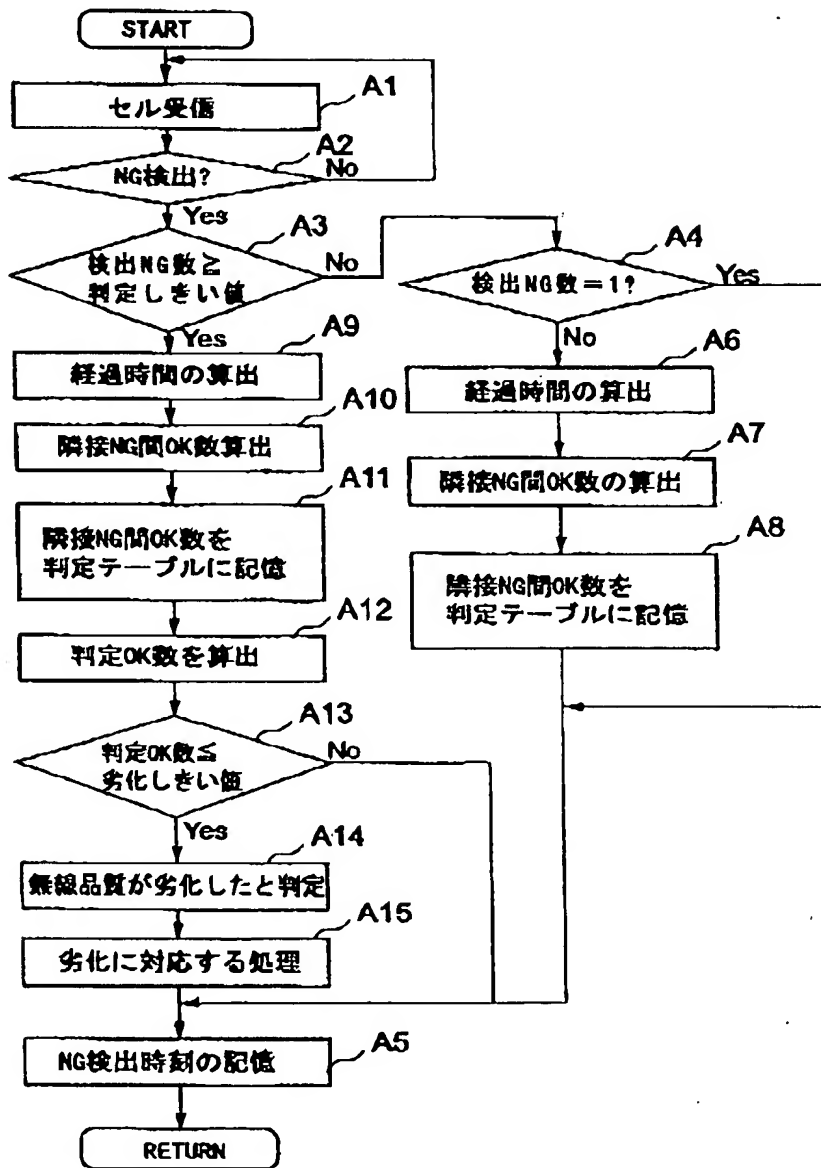 START
A1
セル受信
A2
NG検出?
No
Yes
A3
検出NG数≧
判定しきい値
No
Yes
A4
検出NG数=1?
Yes
No
A9
経過時間の算出
A6
経過時間の算出
A10
隣接NG間OK数算出
A7
隣接NG間OK数の算出
A11
隣接NG間OK数を
判定テーブルに記憶
A8
隣接NG間OK数を
判定テーブルに記憶
A12
判定OK数を算出
A13
判定OK数≦
劣化しきい値
No
Yes
A14
無線品質が劣化したと判定
A15
劣化に対応する処理
A5
NG検出時刻の記憶
RETURN